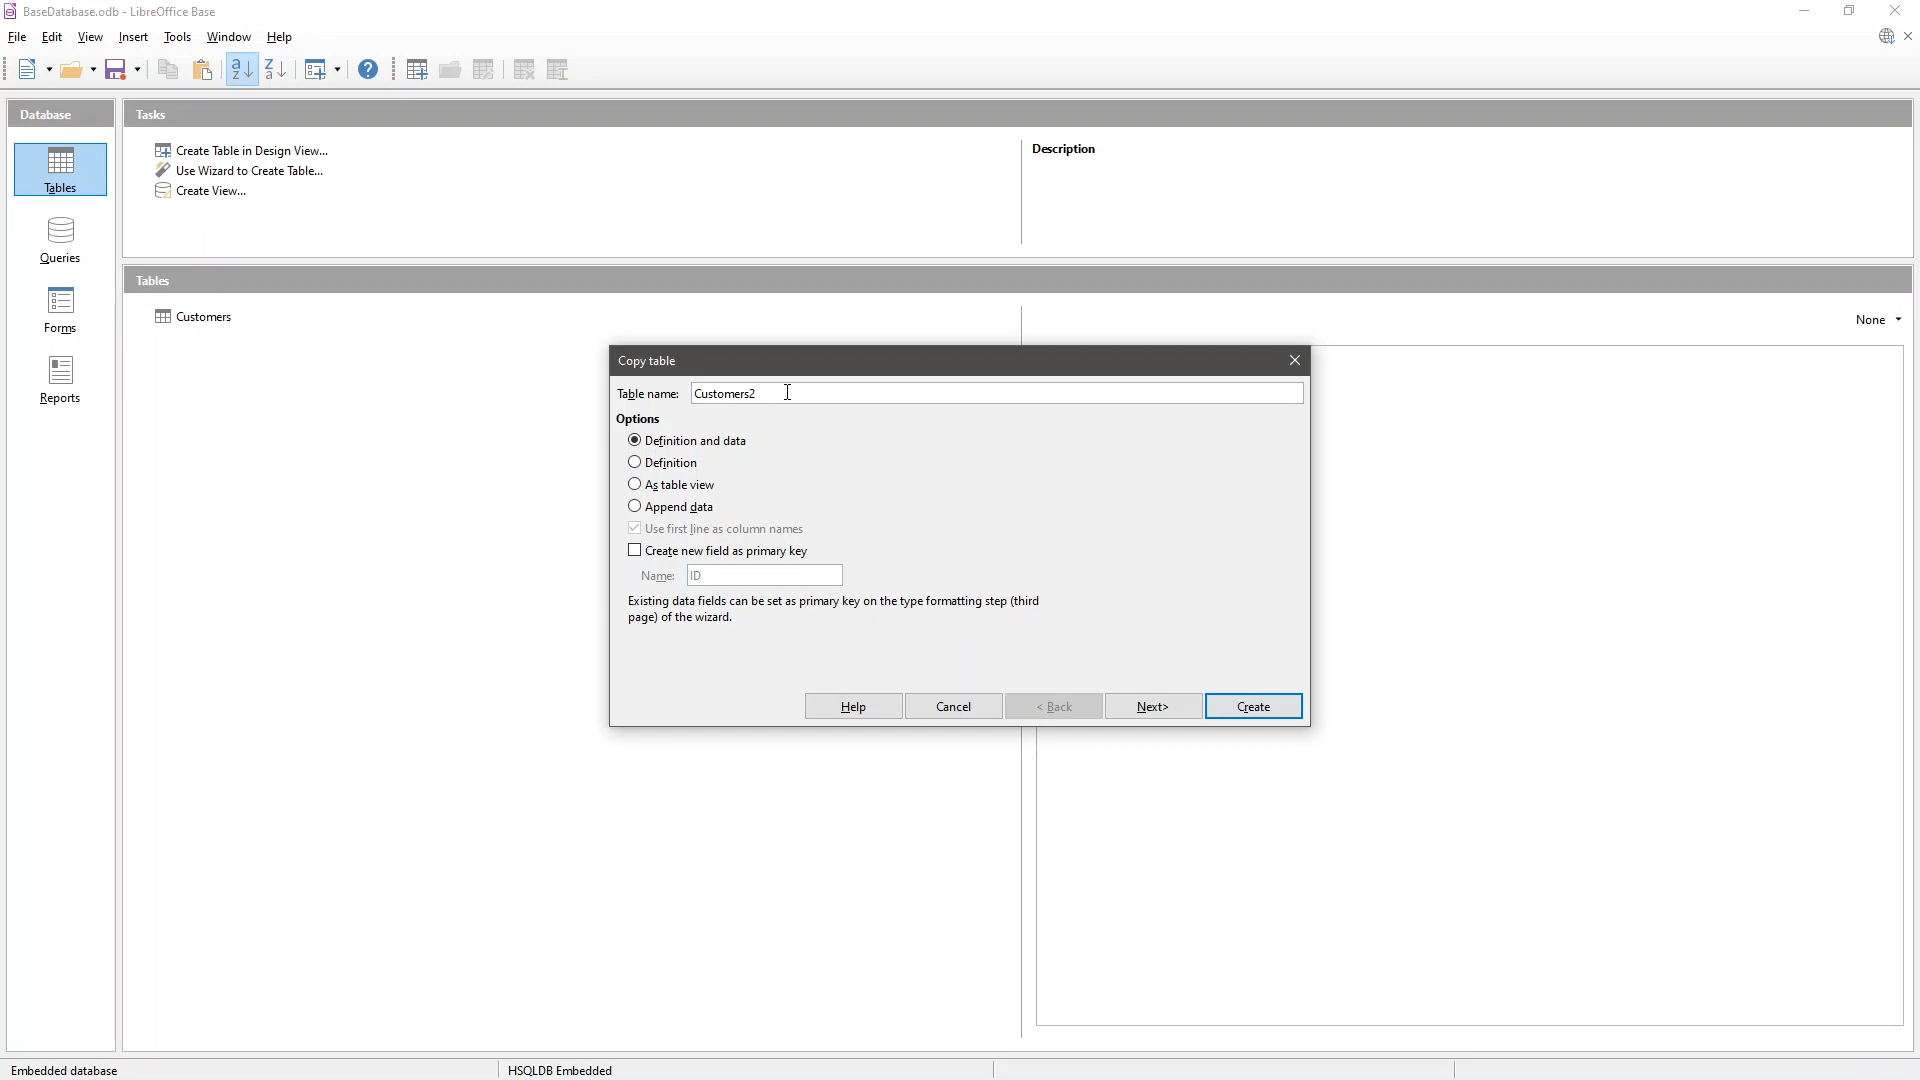 BaseDatabase.odb - LibreOffice Base
File Edit View Insert Tools Window Help
Database
Tables
Queries
Forms
Reports
Tasks
Create Table in Design View...
Use Wizard to Create Table...
Create View...
Description
Tables
Customers
None
Copy table
Table name: Customers2
Options
Definition and data
Definition
As table view
Append data
Use first line as column names
Create new field as primary key
Name: ID
Existing data fields can be set as primary key on the type formatting step (third
page) of the wizard.
Help Cancel < Back Next> Create
Embedded database HSQLDB Embedded